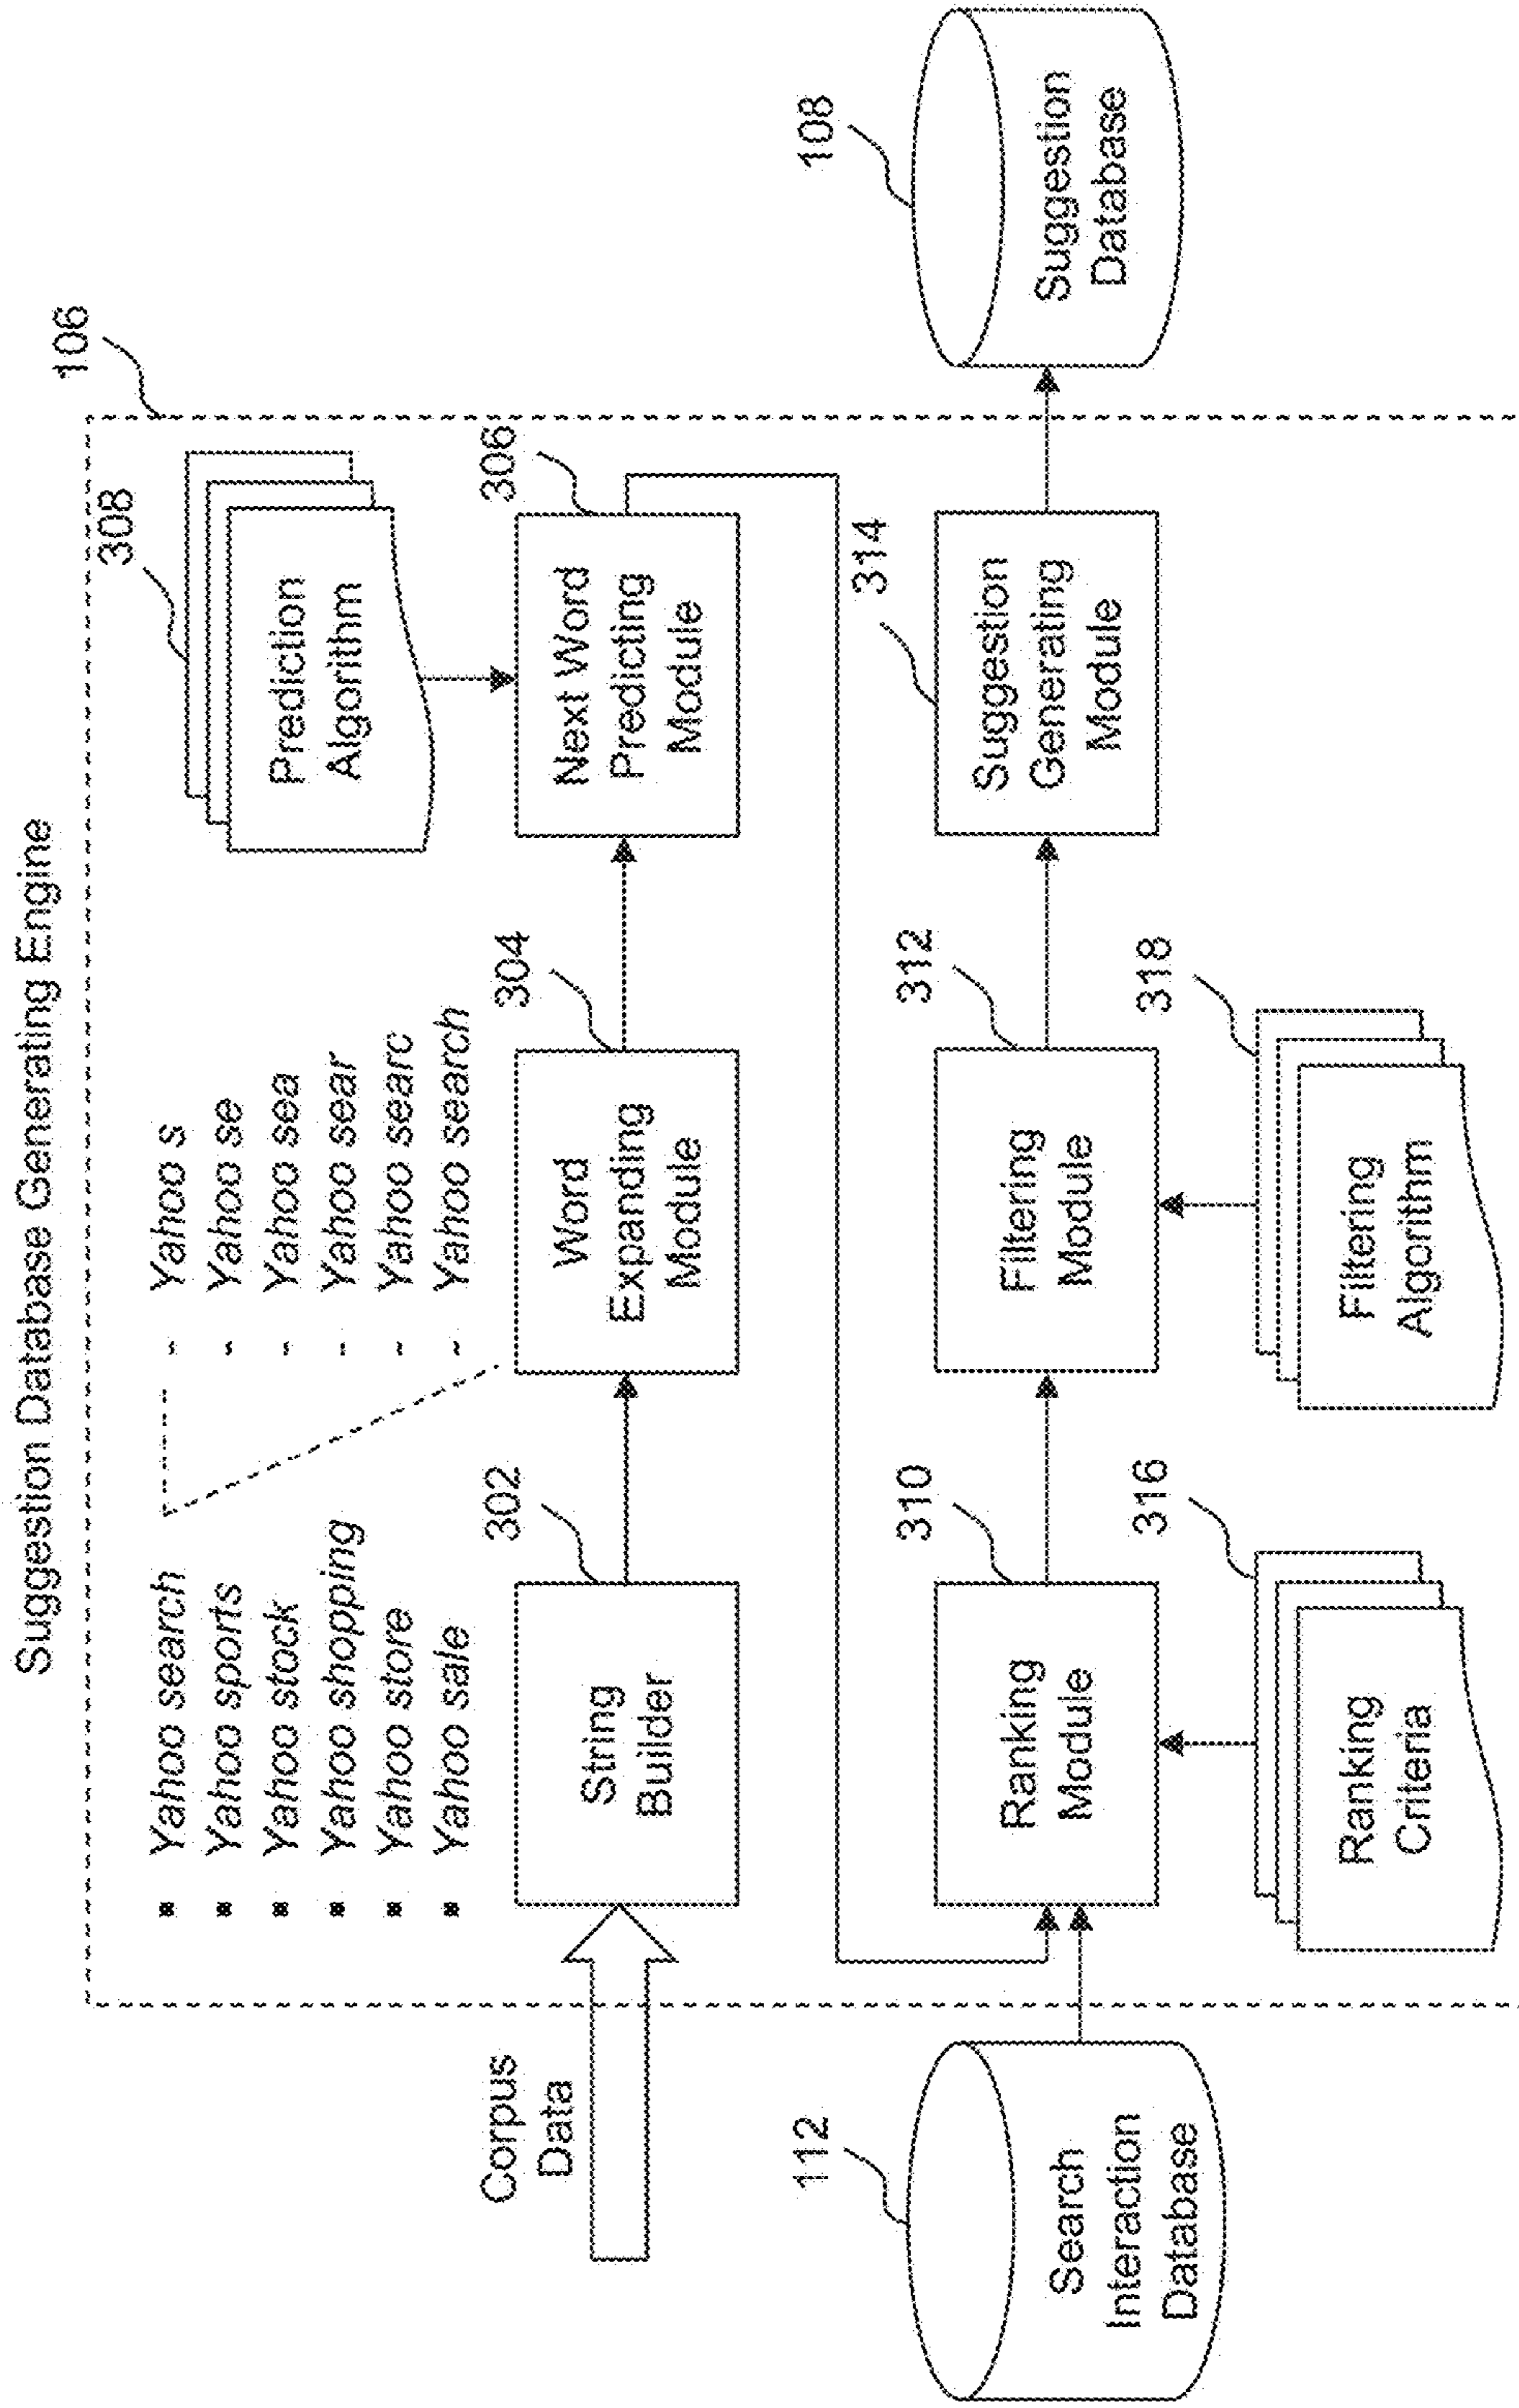 Suggestion Database Generating Engine
106
▪ Yahoo search
▪ Yahoo sports
▪ Yahoo stock
▪ Yahoo shopping
▪ Yahoo store
▪ Yahoo sale
- Yahoo s
- Yahoo se
- Yahoo sea
- Yahoo sear
- Yahoo searc
- Yahoo search
308
Prediction
Algorithm
Corpus
Data
302
String
Builder
304
Word
Expanding
Module
306
Next Word
Predicting
Module
112
Search
Interaction
Database
310
Ranking
Module
312
Filtering
Module
314
Suggestion
Generating
Module
108
Suggestion
Database
316
Ranking
Criteria
318
Filtering
Algorithm